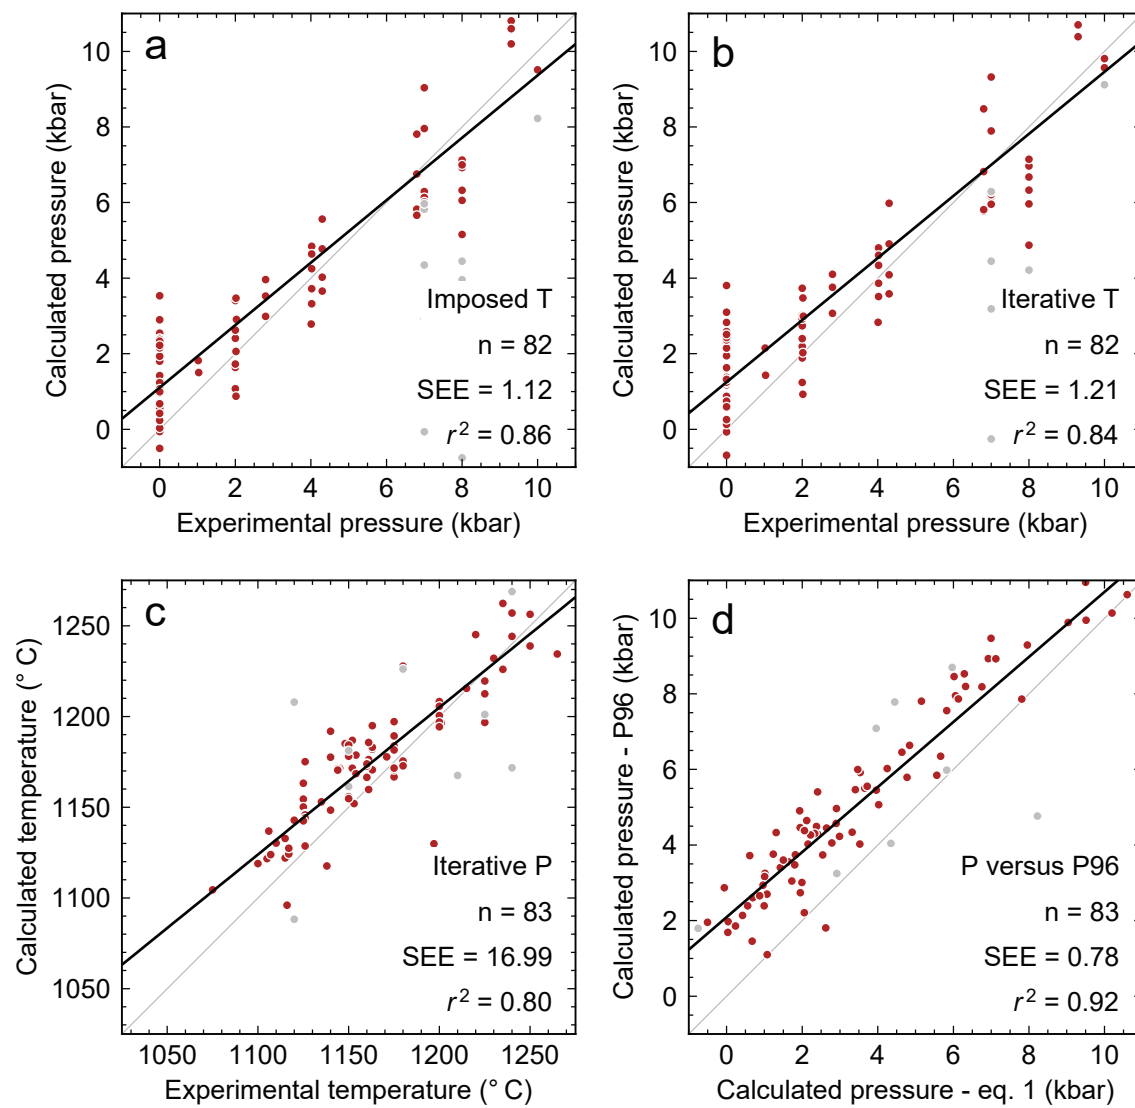 a
Calculated pressure (kbar)
10
8
6
4
2
0
Imposed T
n = 82
SEE = 1.12
r² = 0.86
0 2 4 6 8 10
Experimental pressure (kbar)
b
Calculated pressure (kbar)
10
8
6
4
2
0
Iterative T
n = 82
SEE = 1.21
r² = 0.84
0 2 4 6 8 10
Experimental pressure (kbar)
c
Calculated temperature (° C)
1250
1200
1150
1100
1050
Iterative P
n = 83
SEE = 16.99
r² = 0.80
1050 1100 1150 1200 1250
Experimental temperature (° C)
d
Calculated pressure - P96 (kbar)
10
8
6
4
2
0
P versus P96
n = 83
SEE = 0.78
r² = 0.92
0 2 4 6 8 10
Calculated pressure - eq. 1 (kbar)